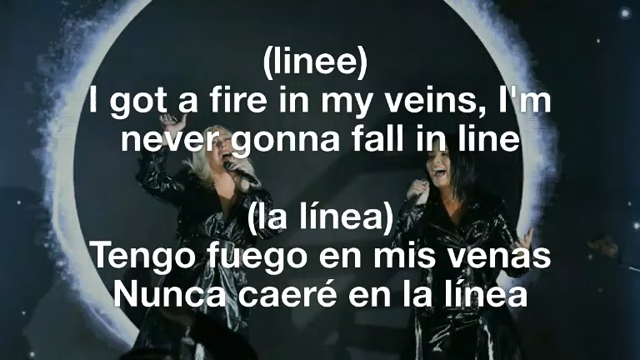 (linee)
I got a fire in my veins, I'm
never gonna fall in line
(la línea)
Tengo fuego en mis venas
Nunca caeré en la línea